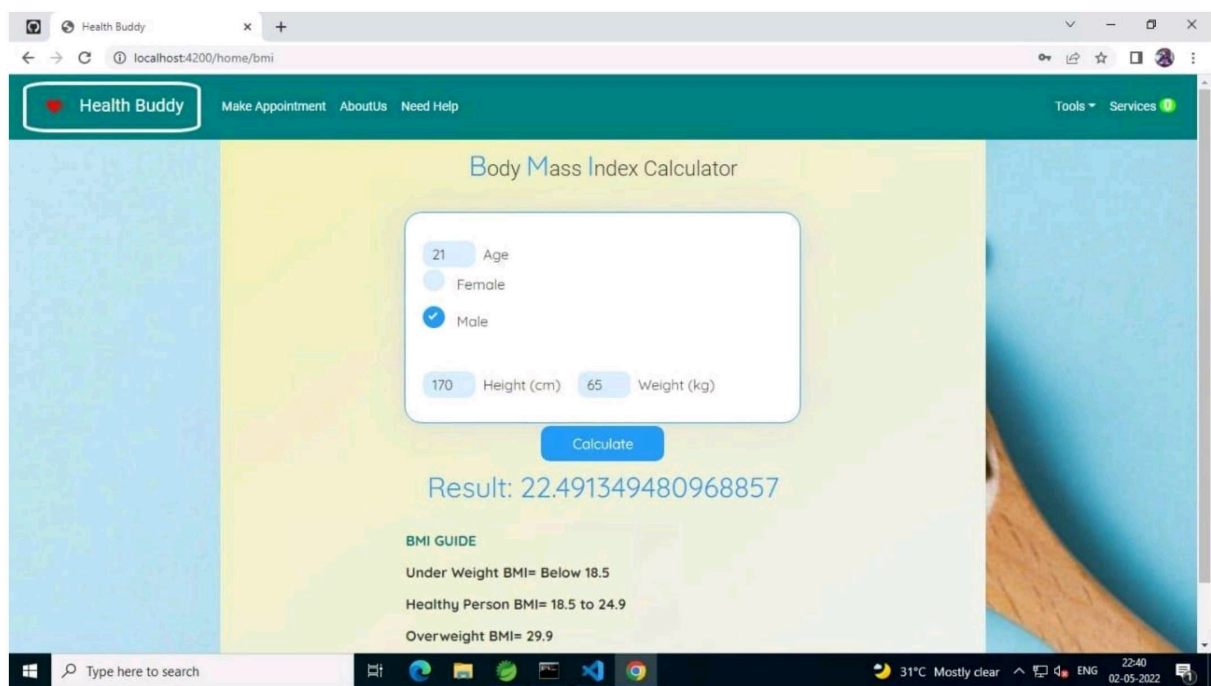 Health Buddy
localhost:4200/home/bmi
Health Buddy Make Appointment AboutUs Need Help Tools Services 0
Body Mass Index Calculator
21 Age
Female
Male
170 Height (cm) 65 Weight (kg)
Calculate
Result: 22.491349480968857
BMI GUIDE
Under Weight BMI= Below 18.5
Healthy Person BMI= 18.5 to 24.9
Overweight BMI= 29.9
Type here to search 31°C Mostly clear ENG 22:40
02-05-2022 1